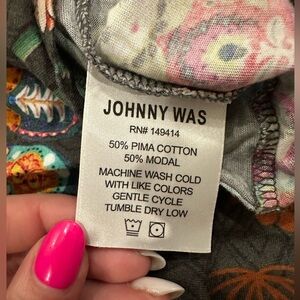 JOHNNY WAS
RN# 149414
50% PIMA COTTON
50% MODAL
MACHINE WASH COLD
WITH LIKE COLORS
GENTLE CYCLE
TUMBLE DRY LOW